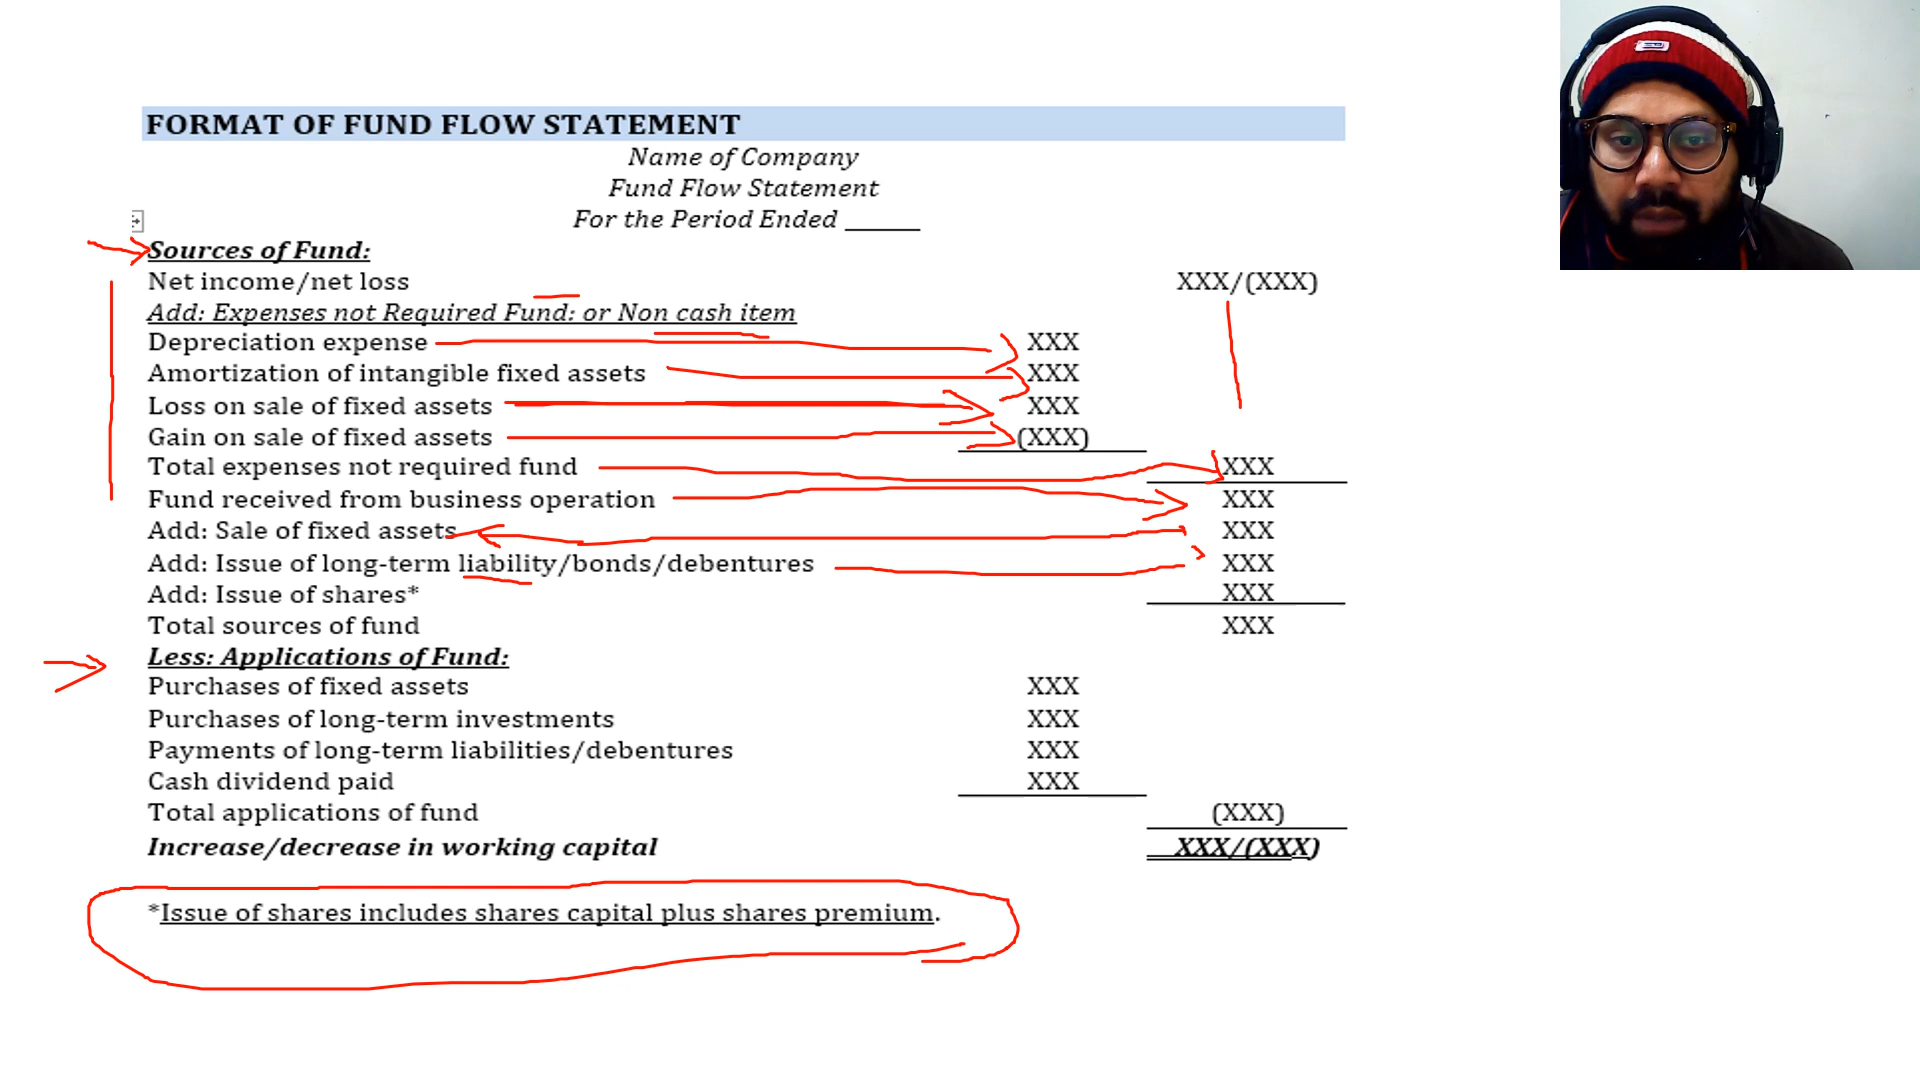 FORMAT OF FUND FLOW STATEMENT
Name of Company
Fund Flow Statement
For the Period Ended ______
Sources of Fund:
Net income/net loss XXX/(XXX)
Add: Expenses not Required Fund: or Non cash item
Depreciation expense XXX
Amortization of intangible fixed assets XXX
Loss on sale of fixed assets XXX
Gain on sale of fixed assets (XXX)
Total expenses not required fund XXX
Fund received from business operation XXX
Add: Sale of fixed assets XXX
Add: Issue of long-term liability/bonds/debentures XXX
Add: Issue of shares* XXX
Total sources of fund XXX
Less: Applications of Fund:
Purchases of fixed assets XXX
Purchases of long-term investments XXX
Payments of long-term liabilities/debentures XXX
Cash dividend paid XXX
Total applications of fund (XXX)
Increase/decrease in working capital XXX/(XXX)
*Issue of shares includes shares capital plus shares premium.